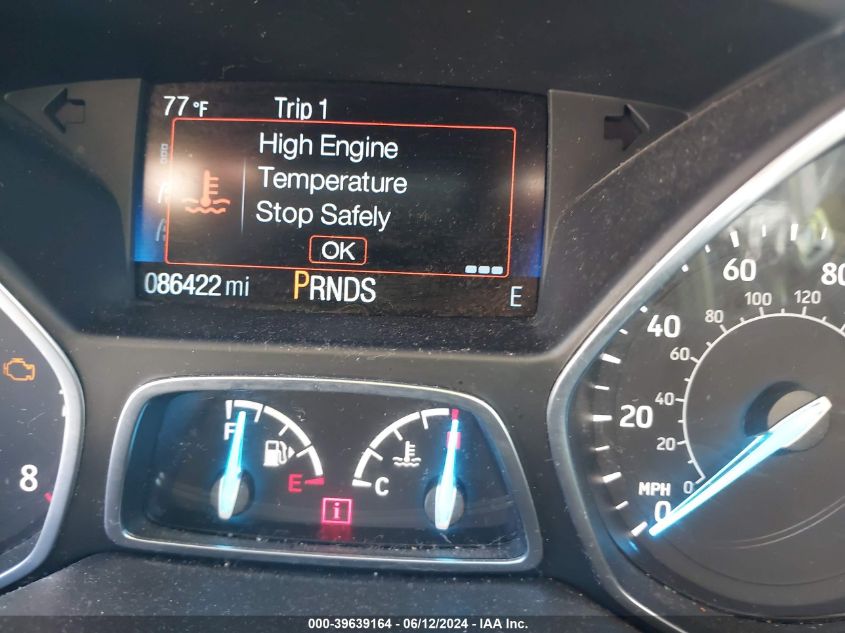 77°F Trip 1
High Engine
Temperature
Stop Safely
OK
086422 mi PRNDS E
F E C
i
8
MPH
0 20 40 60 80
0 20 40 60 80 100 120
000-39639164 - 06/12/2024 - IAA Inc.